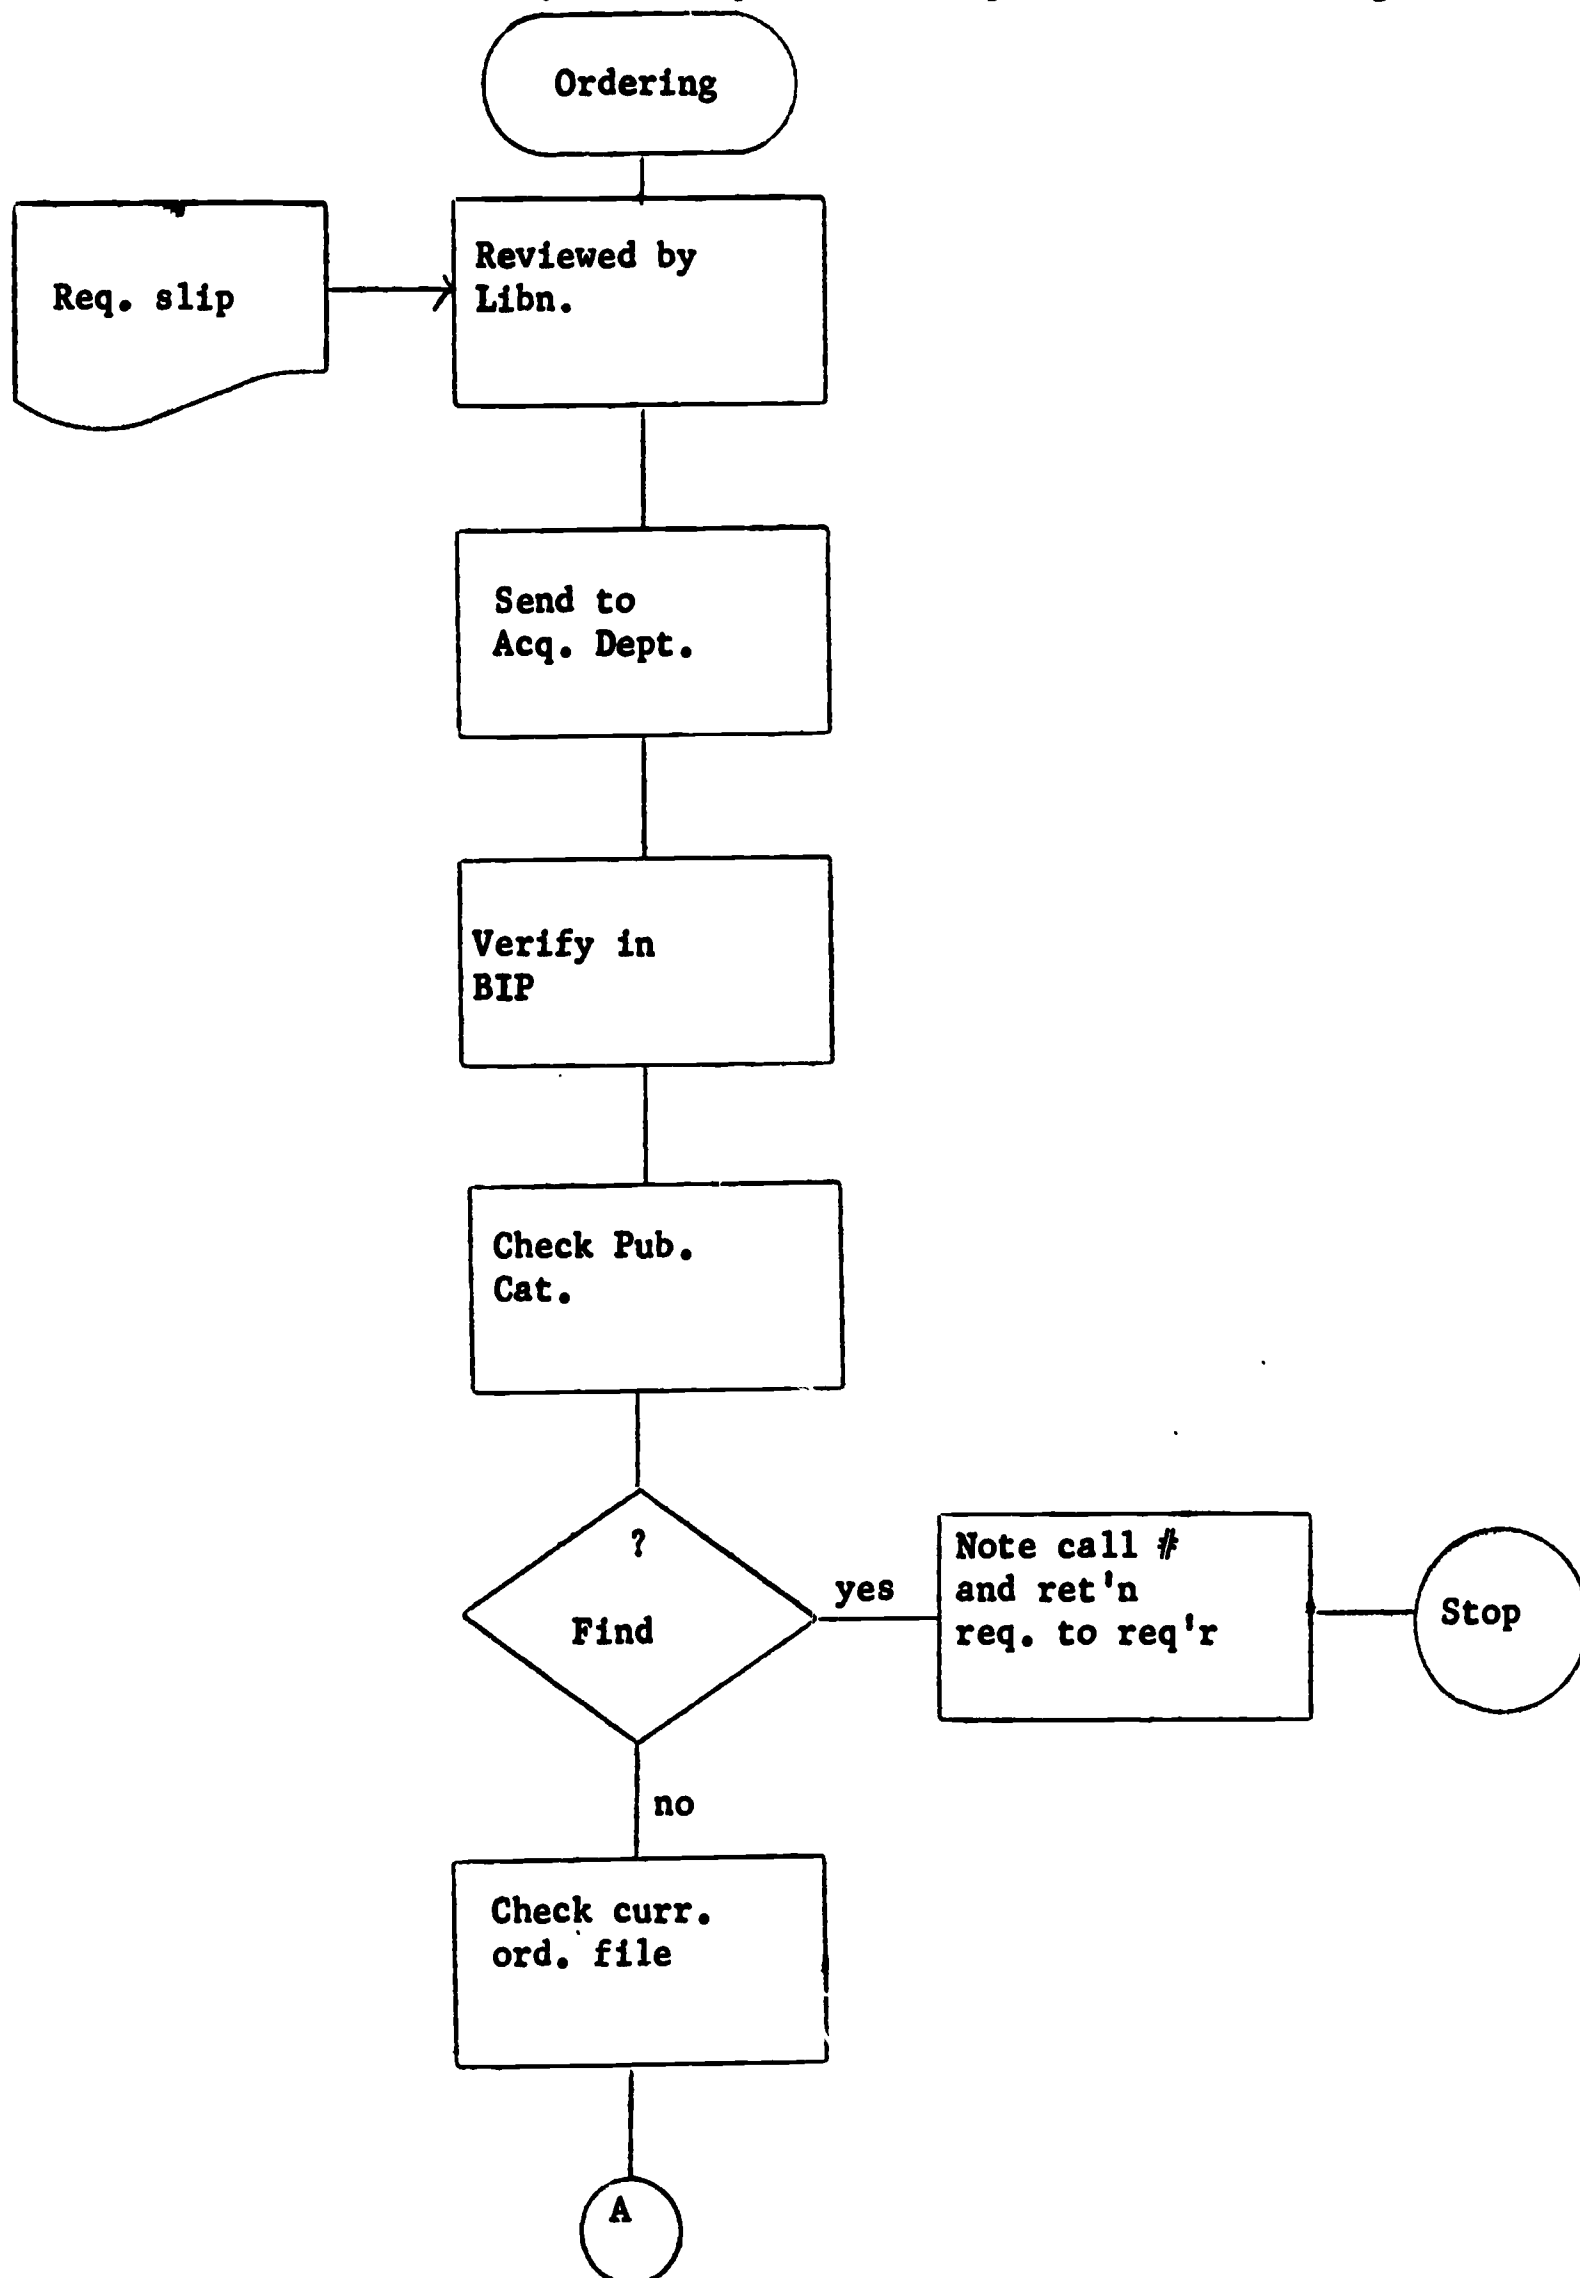 Ordering
Req. slip
Reviewed by
Libn.
Send to
Acq. Dept.
Verify in
BIP
Check Pub.
Cat.
?
Find
yes
Note call #
and ret'n
req. to req'r
Stop
no
Check curr.
ord. file
A